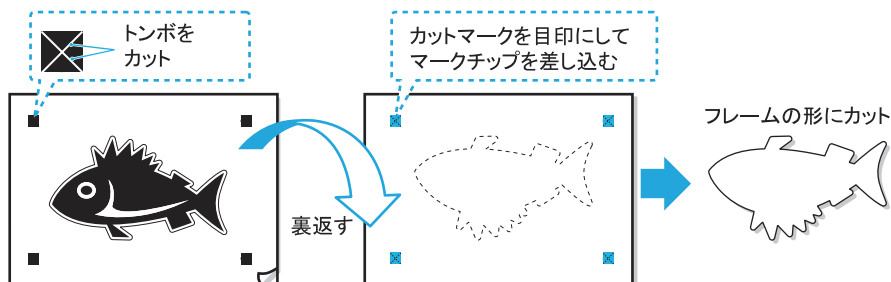 トンボを
カット
カットマークを目印にして
マークチップを差し込む
裏返す
フレームの形にカット